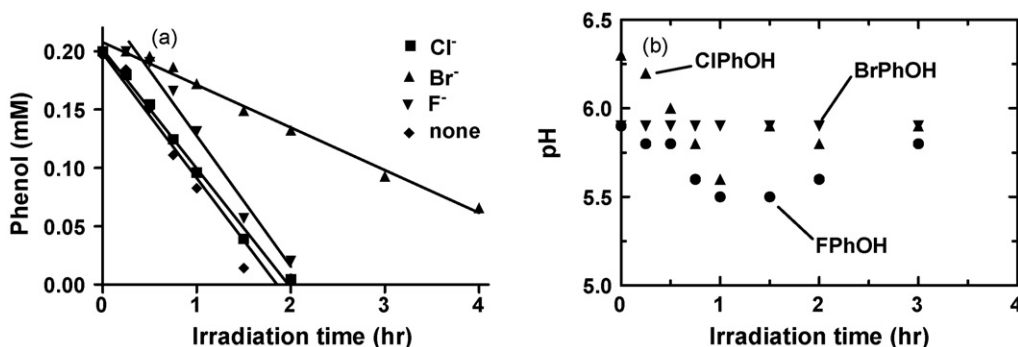 (a)
Cl⁻
Br⁻
F⁻
none
Phenol (mM)
0.20
0.15
0.10
0.05
0.00
0 1 2 3 4
Irradiation time (hr)
(b)
ClPhOH
BrPhOH
FPhOH
pH
6.5
6.0
5.5
5.0
0 1 2 3 4
Irradiation time (hr)